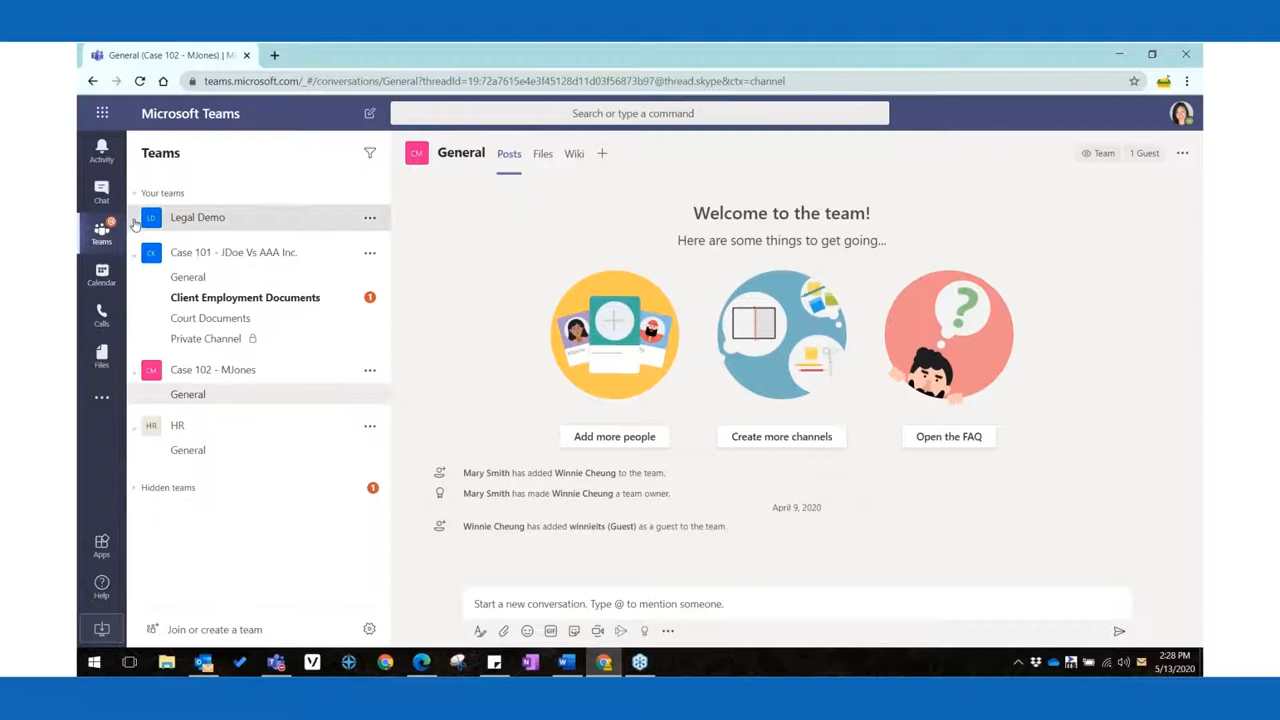 General (Case 102 - MJones) | M
teams.microsoft.com/_#/conversations/General?threadId=19:72a7615e4e3f45128d11d03f56873b97@thread.skype&ctx=channel
Microsoft Teams
Search or type a command
Activity
Chat
Teams
Calendar
Calls
Files
Apps
Help
Teams
Your teams
LD
Legal Demo
Case 101 - JDoe Vs AAA Inc.
General
Client Employment Documents
1
Court Documents
Private Channel
CM
Case 102 - MJones
General
HR
HR
General
Hidden teams
1
Join or create a team
CM
General
Posts
Files
Wiki
Team
1 Guest
Welcome to the team!
Here are some things to get going...
Add more people
Create more channels
Open the FAQ
Mary Smith has added Winnie Cheung to the team.
Mary Smith has made Winnie Cheung a team owner.
April 9, 2020
Winnie Cheung has added winnieits (Guest) as a guest to the team.
Start a new conversation. Type @ to mention someone.
GIF
2:28 PM
5/13/2020